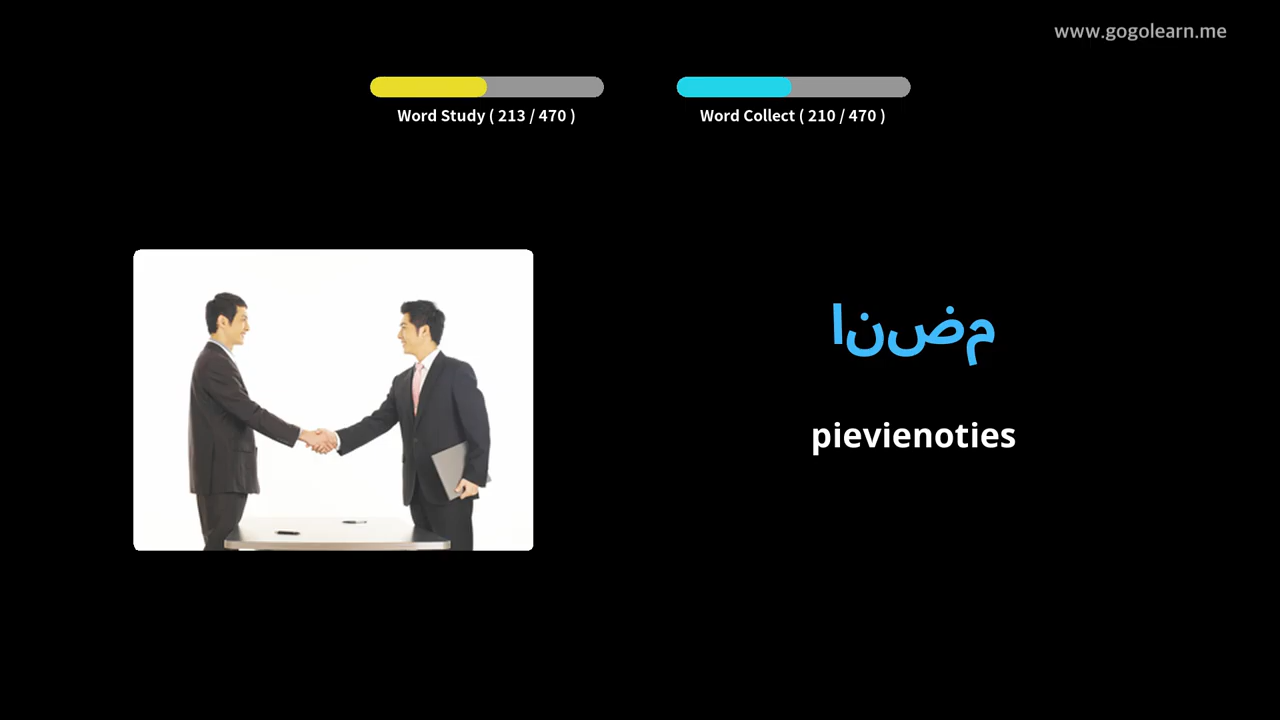 www.gogolearn.me
Word Study ( 213 / 470 )
Word Collect ( 210 / 470 )
انضم
pievienoties